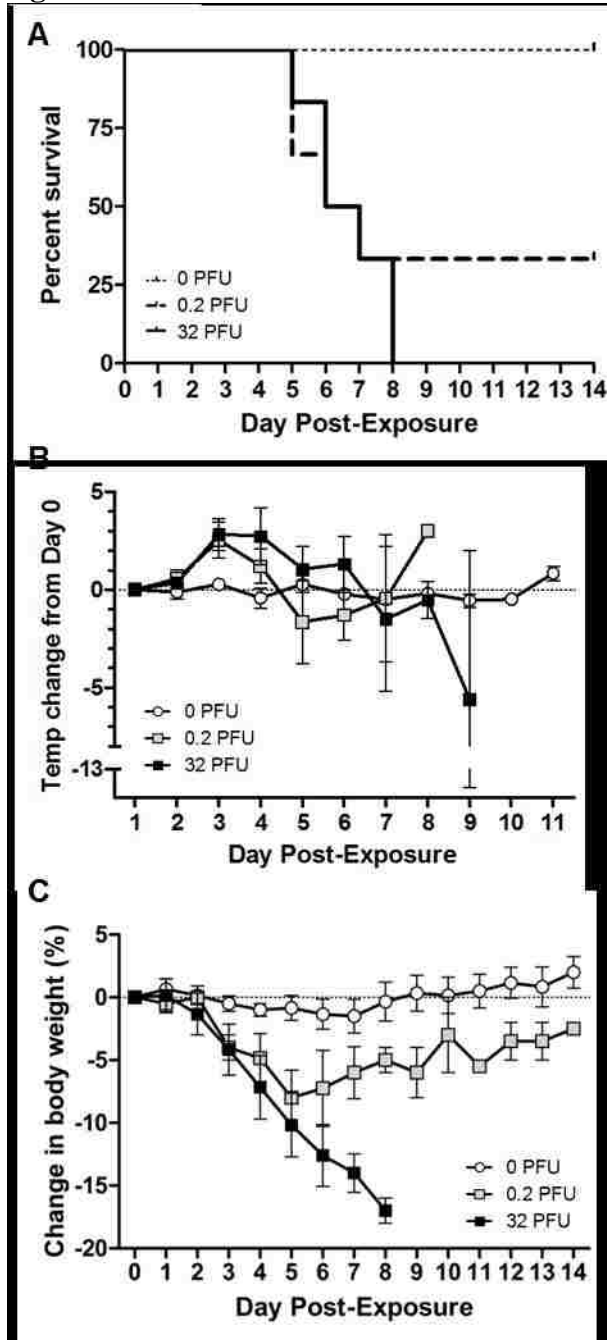 A
100
75
50
25
0
Percent survival
0 PFU
0.2 PFU
32 PFU
0 1 2 3 4 5 6 7 8 9 10 11 12 13 14
Day Post-Exposure
B
5
0
-5
-13
Temp change from Day 0
0 PFU
0.2 PFU
32 PFU
1 2 3 4 5 6 7 8 9 10 11
Day Post-Exposure
C
5
0
-5
-10
-15
-20
Change in body weight (%)
0 PFU
0.2 PFU
32 PFU
0 1 2 3 4 5 6 7 8 9 10 11 12 13 14
Day Post-Exposure